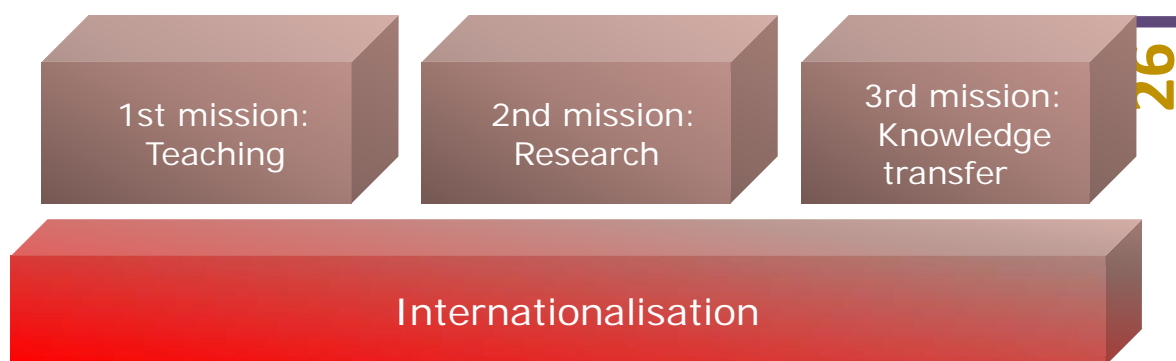 1st mission:
Teaching
2nd mission:
Research
3rd mission:
Knowledge
transfer
26
Internationalisation